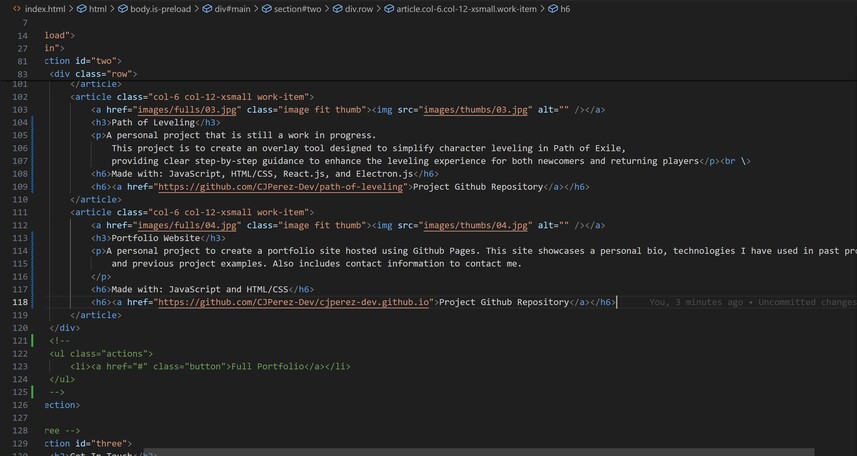 index.html > html > body.is-preload > div#main > section#two > div.row > article.col-6.col-12-xsmall.work-item > h6
7
14 load">
27 in">
81 ction id="two">
83 <div class="row">
101 </article>
102 <article class="col-6 col-12-xsmall work-item">
103 <a href="images/fulls/03.jpg" class="image fit thumb"><img src="images/thumbs/03.jpg" alt="" /></a>
104 <h3>Path of Leveling</h3>
105 <p>A personal project that is still a work in progress.
106 This project is to create an overlay tool designed to simplify character leveling in Path of Exile,
107 providing clear step-by-step guidance to enhance the leveling experience for both newcomers and returning players</p><br \>
108 <h6>Made with: JavaScript, HTML/CSS, React.js, and Electron.js</h6>
109 <h6><a href="https://github.com/CJPerez-Dev/path-of-leveling">Project Github Repository</a></h6>
110 </article>
111 <article class="col-6 col-12-xsmall work-item">
112 <a href="images/fulls/04.jpg" class="image fit thumb"><img src="images/thumbs/04.jpg" alt="" /></a>
113 <h3>Portfolio Website</h3>
114 <p>A personal project to create a portfolio site hosted using Github Pages. This site showcases a personal bio, technologies I have used in past pro
115 and previous project examples. Also includes contact information to contact me.
116 </p>
117 <h6>Made with: JavaScript and HTML/CSS</h6>
118 <h6><a href="https://github.com/CJPerez-Dev/cjperez-dev.github.io">Project Github Repository</a></h6> You, 3 minutes ago • Uncommitted changes
119 </article>
120 </div>
121 <!--
122 <ul class="actions">
123 <li><a href="#" class="button">Full Portfolio</a></li>
124 </ul>
125 -->
126 ection>
127
128 ree -->
129 ction id="three">
130 <h2>Get In Touch</h2>